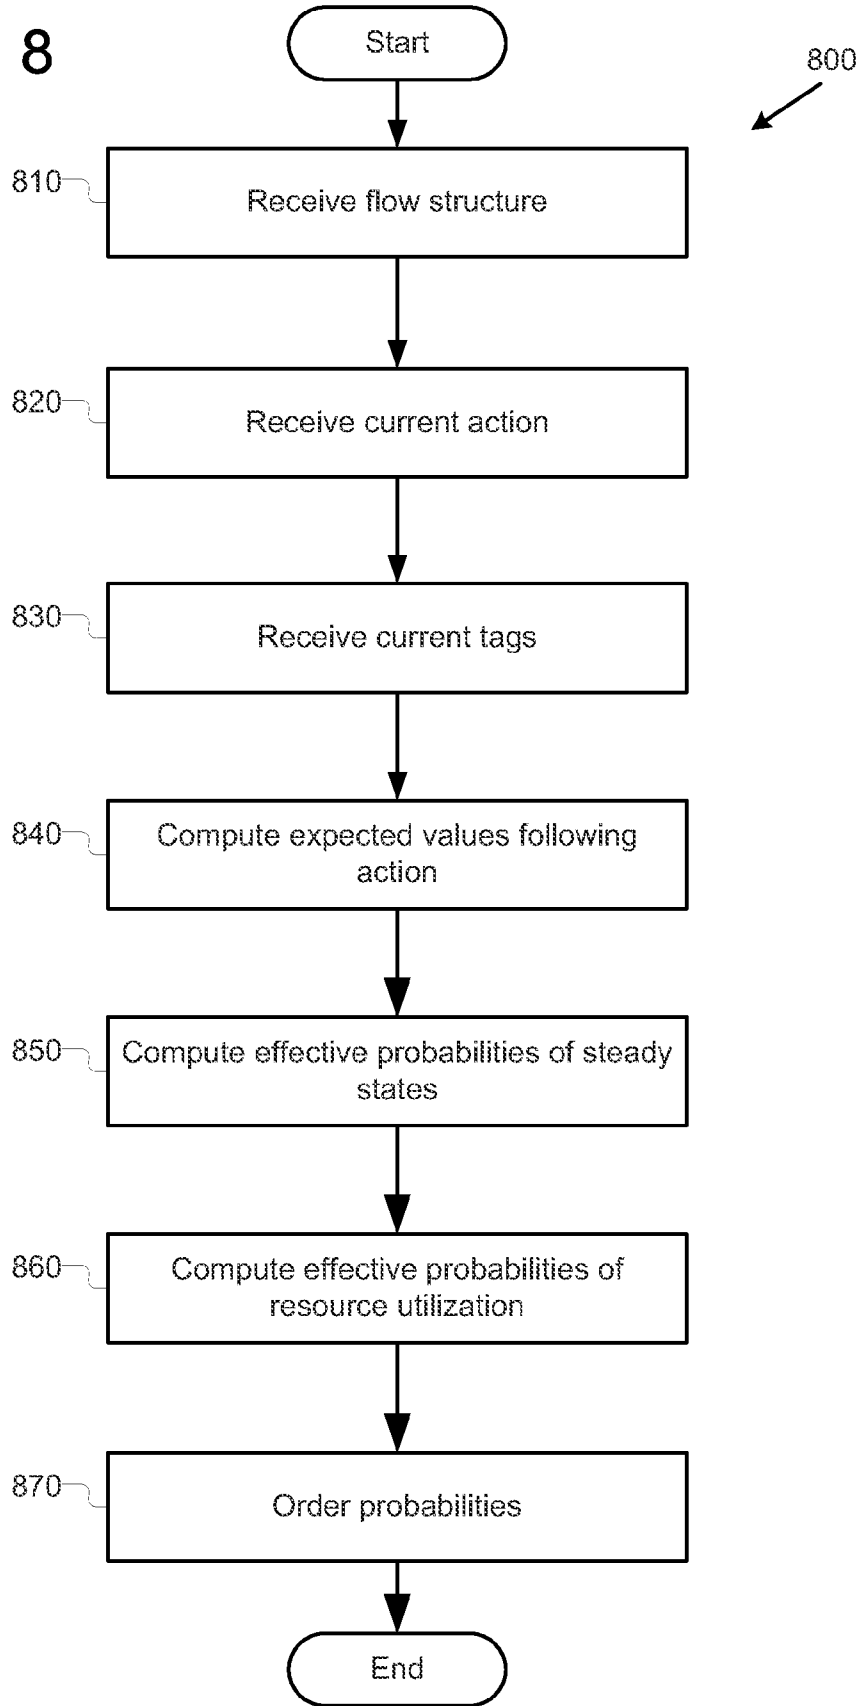 8
Start
800
810
Receive flow structure
820
Receive current action
830
Receive current tags
840
Compute expected values following
action
850
Compute effective probabilities of steady
states
860
Compute effective probabilities of
resource utilization
870
Order probabilities
End